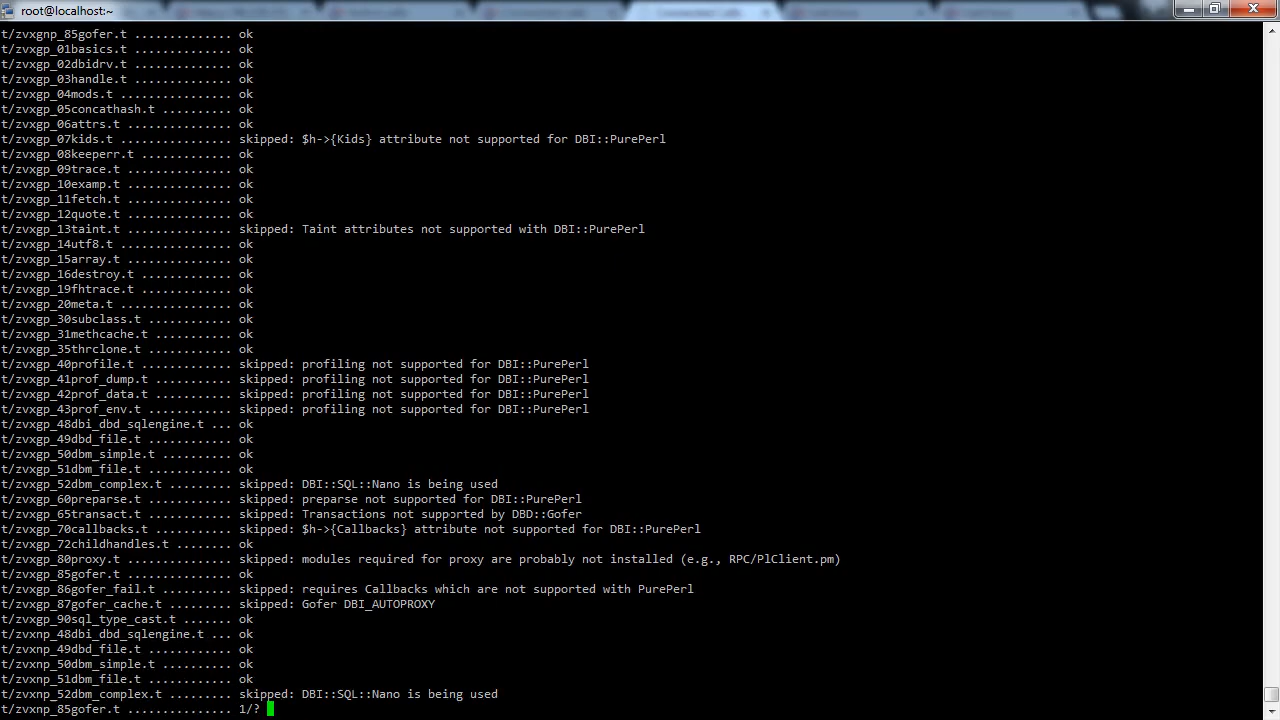 root@localhost:~
t/zvxgnp_85gofer.t .............. ok
t/zvxgp_01basics.t .............. ok
t/zvxgp_02dbidrv.t .............. ok
t/zvxgp_03handle.t .............. ok
t/zvxgp_04mods.t ................ ok
t/zvxgp_05concathash.t .......... ok
t/zvxgp_06attrs.t ............... ok
t/zvxgp_07kids.t ................ skipped: $h->{Kids} attribute not supported for DBI::PurePerl
t/zvxgp_08keeperr.t ............. ok
t/zvxgp_09trace.t ............... ok
t/zvxgp_10examp.t ............... ok
t/zvxgp_11fetch.t ............... ok
t/zvxgp_12quote.t ............... ok
t/zvxgp_13taint.t ............... skipped: Taint attributes not supported with DBI::PurePerl
t/zvxgp_14utf8.t ................ ok
t/zvxgp_15array.t ............... ok
t/zvxgp_16destroy.t ............. ok
t/zvxgp_19fhtrace.t ............. ok
t/zvxgp_20meta.t ................ ok
t/zvxgp_30subclass.t ............ ok
t/zvxgp_31methcache.t ........... ok
t/zvxgp_35thrclone.t ............ ok
t/zvxgp_40profile.t ............. skipped: profiling not supported for DBI::PurePerl
t/zvxgp_41prof_dump.t ........... skipped: profiling not supported for DBI::PurePerl
t/zvxgp_42prof_data.t ........... skipped: profiling not supported for DBI::PurePerl
t/zvxgp_43prof_env.t ............ skipped: profiling not supported for DBI::PurePerl
t/zvxgp_48dbi_dbd_sqlengine.t ... ok
t/zvxgp_49dbd_file.t ............ ok
t/zvxgp_50dbm_simple.t .......... ok
t/zvxgp_51dbm_file.t ............ ok
t/zvxgp_52dbm_complex.t ......... skipped: DBI::SQL::Nano is being used
t/zvxgp_60preparse.t ............ skipped: preparse not supported for DBI::PurePerl
t/zvxgp_65transact.t ............ skipped: Transactions not supported by DBD::Gofer
t/zvxgp_70callbacks.t ........... skipped: $h->{Callbacks} attribute not supported for DBI::PurePerl
t/zvxgp_72childhandles.t ........ ok
t/zvxgp_80proxy.t ............... skipped: modules required for proxy are probably not installed (e.g., RPC/PlClient.pm)
t/zvxgp_85gofer.t ............... ok
t/zvxgp_86gofer_fail.t .......... skipped: requires Callbacks which are not supported with PurePerl
t/zvxgp_87gofer_cache.t ......... skipped: Gofer DBI_AUTOPROXY
t/zvxgp_90sql_type_cast.t ....... ok
t/zvxnp_48dbi_dbd_sqlengine.t ... ok
t/zvxnp_49dbd_file.t ............ ok
t/zvxnp_50dbm_simple.t .......... ok
t/zvxnp_51dbm_file.t ............ ok
t/zvxnp_52dbm_complex.t ......... skipped: DBI::SQL::Nano is being used
t/zvxnp_85gofer.t ............... 1/?